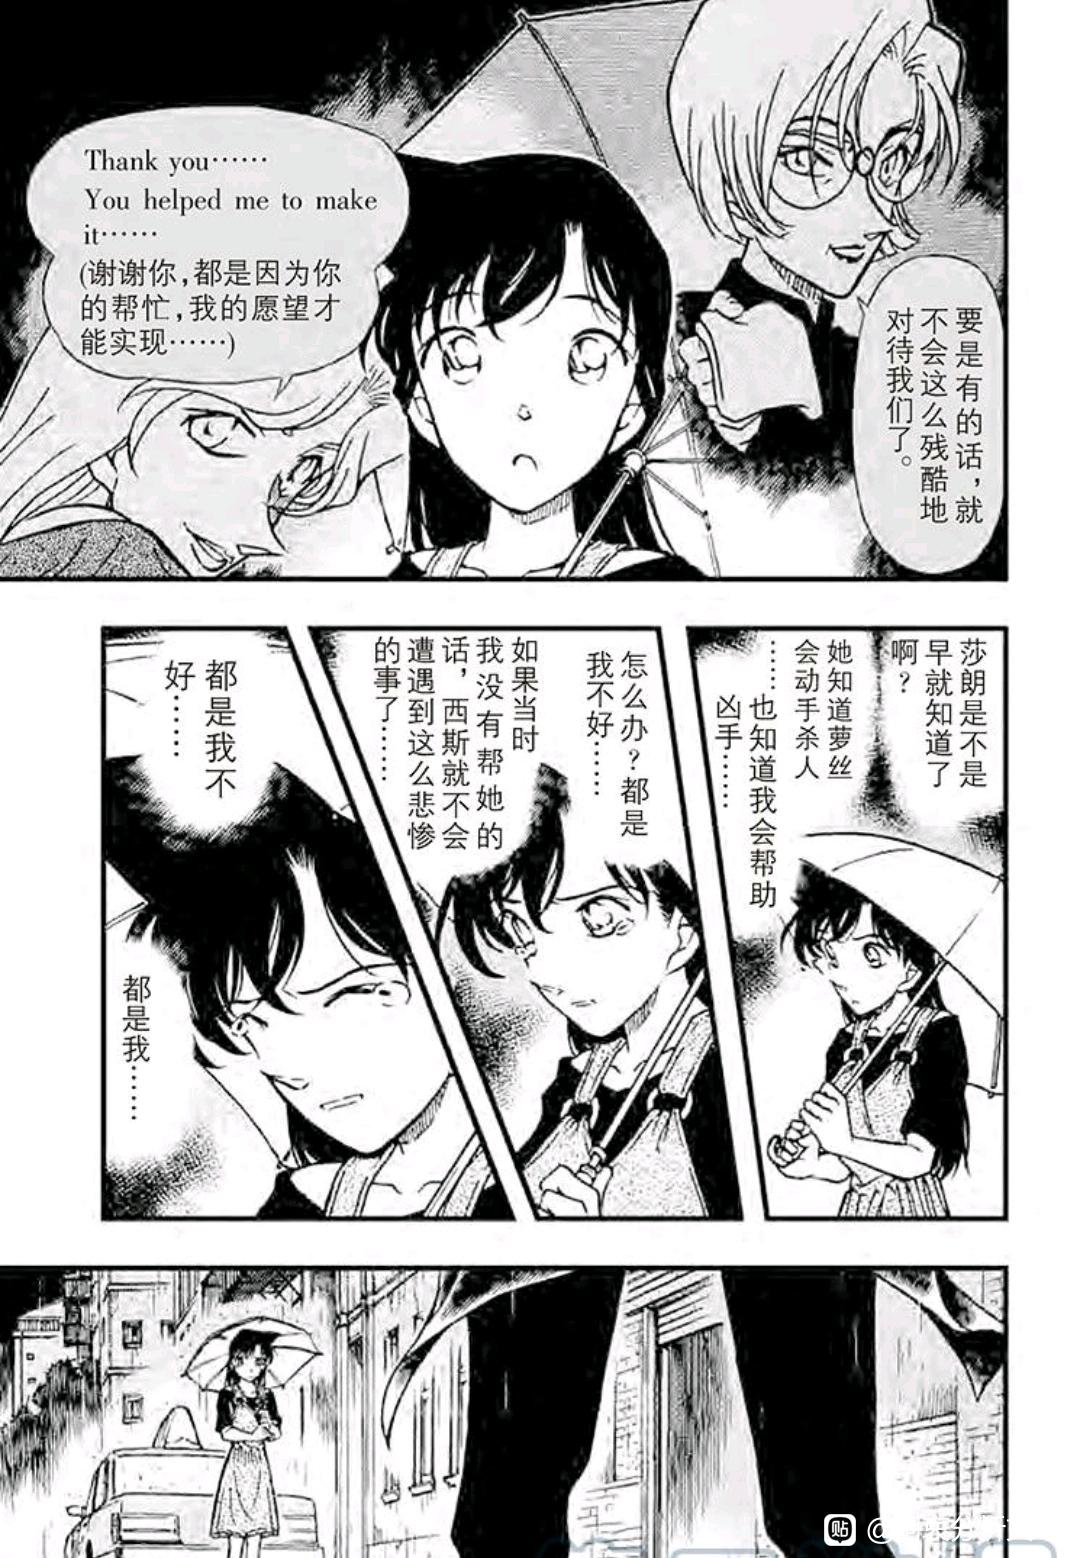 要是有的话，就
不会这么残酷地
对待我们了。
Thank you……
You helped me to make
it……
(谢谢你，都是因为你
的帮忙，我的愿望才
能实现……)
莎朗是不是
早就知道了
啊？
她知道萝丝
会动手杀人
……也知道我会帮助
凶手……
怎么办？都是
我不好……
如果当时
我没有帮她的
话，西斯就不会
遭遇到这么悲惨
的事了……
都是我不
好……
都是我……
贴